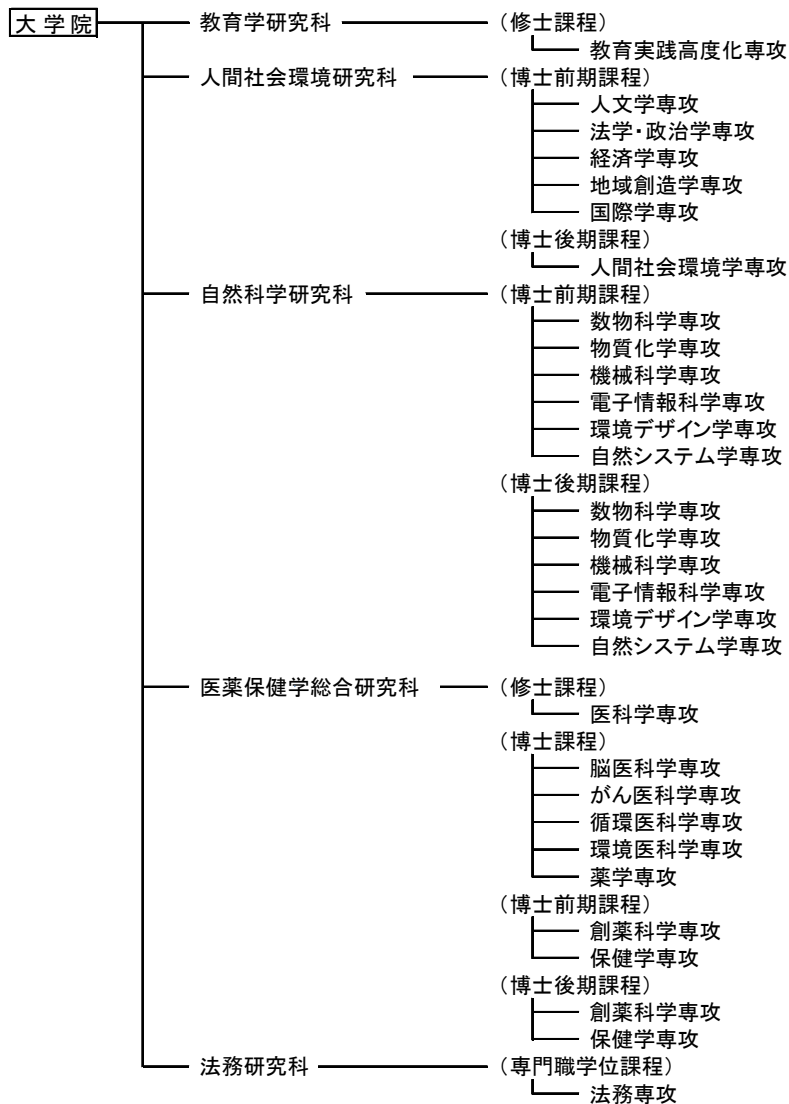 大学院 教育学研究科 (修士課程)
教育実践高度化専攻
人間社会環境研究科 (博士前期課程)
人文学専攻
法学・政治学専攻
経済学専攻
地域創造学専攻
国際学専攻
(博士後期課程)
人間社会環境学専攻
自然科学研究科 (博士前期課程)
数物科学専攻
物質化学専攻
機械科学専攻
電子情報科学専攻
環境デザイン学専攻
自然システム学専攻
(博士後期課程)
数物科学専攻
物質化学専攻
機械科学専攻
電子情報科学専攻
環境デザイン学専攻
自然システム学専攻
医薬保健学総合研究科 (修士課程)
医科学専攻
(博士課程)
脳医科学専攻
がん医科学専攻
循環医科学専攻
環境医科学専攻
薬学専攻
(博士前期課程)
創薬科学専攻
保健学専攻
(博士後期課程)
創薬科学専攻
保健学専攻
法務研究科 (専門職学位課程)
法務専攻